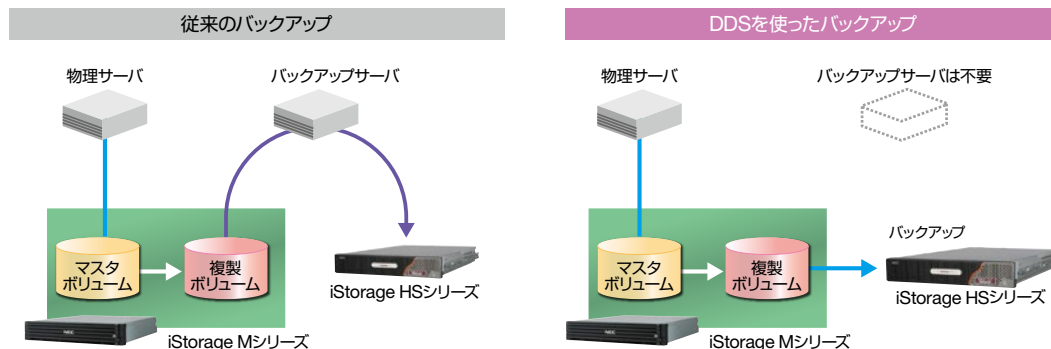 従来のバックアップ
物理サーバ
バックアップサーバ
マスタ
ボリューム
複製
ボリューム
iStorage HSシリーズ
NEC
iStorage Mシリーズ
DDSを使ったバックアップ
物理サーバ
バックアップサーバは不要
マスタ
ボリューム
複製
ボリューム
バックアップ
iStorage HSシリーズ
NEC
iStorage Mシリーズ